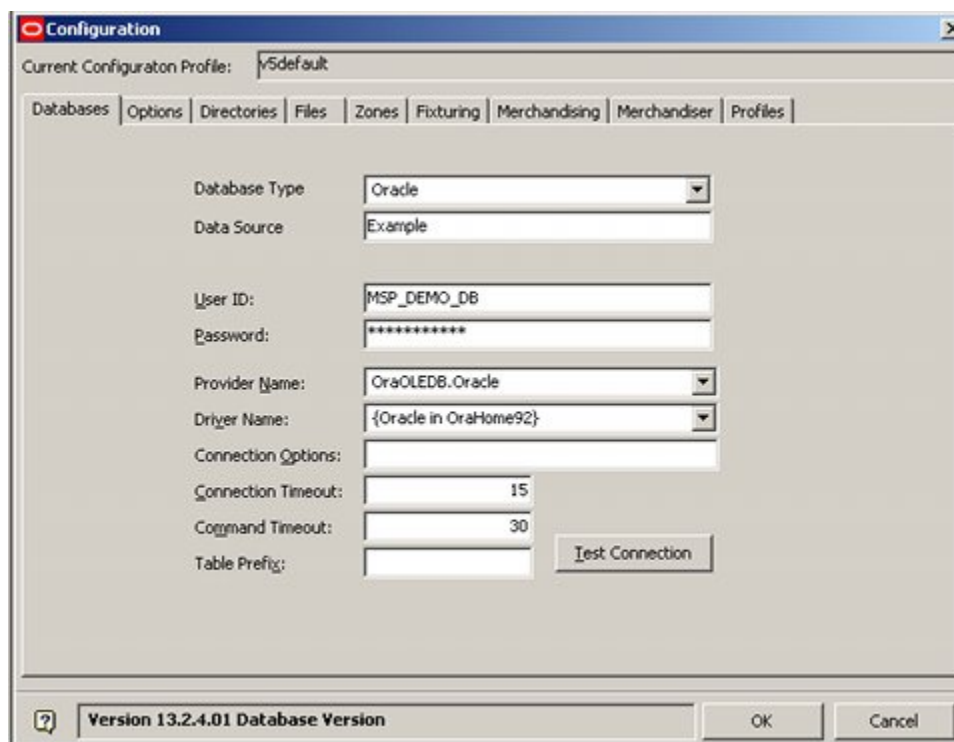 Configuration
Current Configuraton Profile: v5default
Databases Options Directories Files Zones Fixturing Merchandising Merchandiser Profiles
Database Type Oracle
Data Source Example
User ID: MSP_DEMO_DB
Password: ***********
Provider Name: OraOLEDB.Oracle
Driver Name: {Oracle in OraHome92}
Connection Options:
Connection Timeout: 15
Command Timeout: 30
Table Prefix: Test Connection
Version 13.2.4.01 Database Version OK Cancel